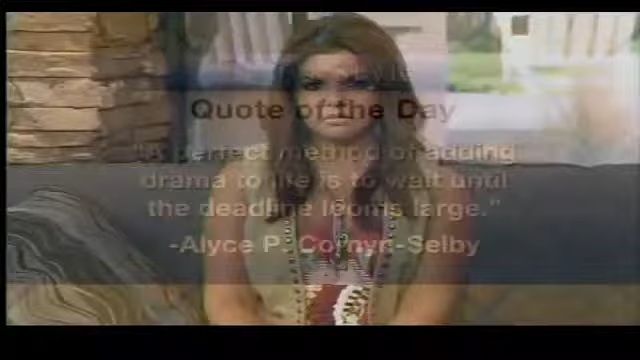 Quote of the Day
"A perfect method of adding
drama to life is to wait until
the deadline looms large."
-Alyce P. Cornyn-Selby